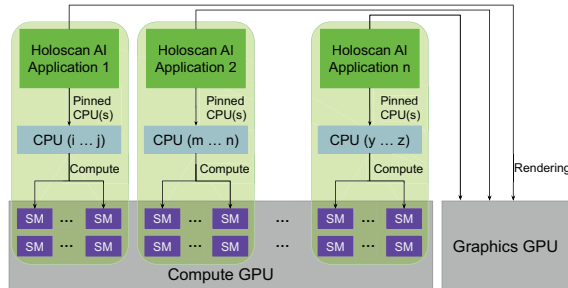 Holoscan AI
Application 1
Holoscan AI
Application 2
Holoscan AI
Application n
Pinned
CPU(s)
Pinned
CPU(s)
Pinned
CPU(s)
CPU (i ... j)
CPU (m ... n)
CPU (y ... z)
Compute
Compute
Compute
Rendering
SM ... SM
SM ... SM
...
SM ... SM
SM ... SM
SM ... SM
...
SM ... SM
Compute GPU
Graphics GPU